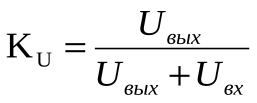 K_U = U_вых / (U_вых + U_вх)